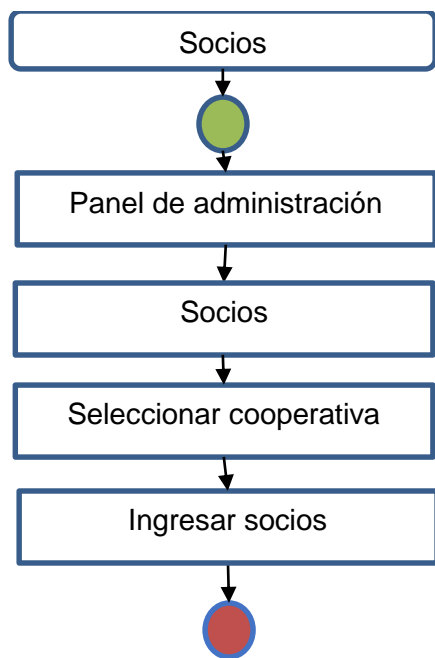 Socios
Panel de administración
Socios
Seleccionar cooperativa
Ingresar socios